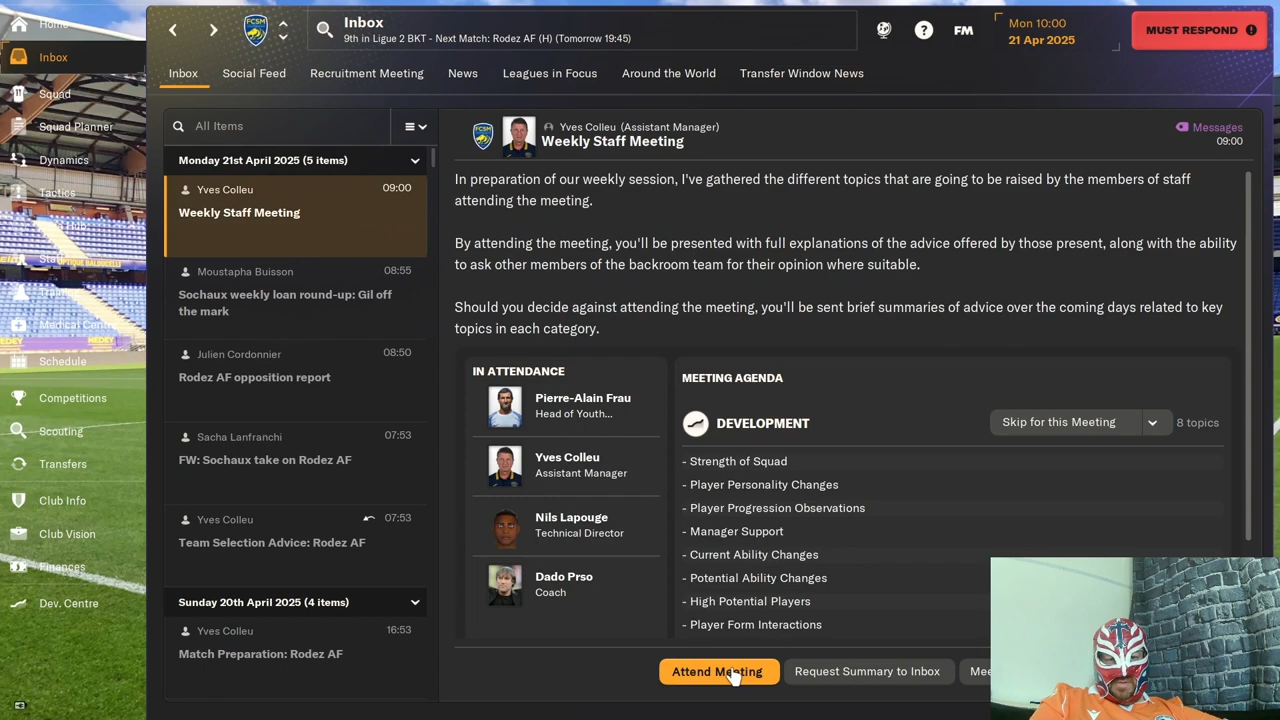 Home
Inbox
Squad
Squad Planner
Dynamics
Tactics
Medical Centre
Schedule
Competitions
Scouting
Transfers
Club Info
Club Vision
Finances
Dev. Centre
FCSM
Inbox
9th in Ligue 2 BKT - Next Match: Rodez AF (H) (Tomorrow 19:45)
FM
Mon 10:00
21 Apr 2025
MUST RESPOND
Inbox
Social Feed
Recruitment Meeting
News
Leagues in Focus
Around the World
Transfer Window News
All Items
Monday 21st April 2025 (5 items)
Yves Colleu 09:00
Weekly Staff Meeting
Moustapha Buisson 08:55
Sochaux weekly loan round-up: Gil off
the mark
Julien Cordonnier 08:50
Rodez AF opposition report
Sacha Lanfranchi 07:53
FW: Sochaux take on Rodez AF
Yves Colleu 07:53
Team Selection Advice: Rodez AF
Sunday 20th April 2025 (4 items)
Yves Colleu 16:53
Match Preparation: Rodez AF
FCSM
Yves Colleu (Assistant Manager)
Weekly Staff Meeting
Messages
09:00
In preparation of our weekly session, I've gathered the different topics that are going to be raised by the members of staff
attending the meeting.
By attending the meeting, you'll be presented with full explanations of the advice offered by those present, along with the ability
to ask other members of the backroom team for their opinion where suitable.
Should you decide against attending the meeting, you'll be sent brief summaries of advice over the coming days related to key
topics in each category.
IN ATTENDANCE
Pierre-Alain Frau
Head of Youth...
Yves Colleu
Assistant Manager
Nils Lapouge
Technical Director
Dado Prso
Coach
MEETING AGENDA
DEVELOPMENT
Skip for this Meeting
8 topics
- Strength of Squad
- Player Personality Changes
- Player Progression Observations
- Manager Support
- Current Ability Changes
- Potential Ability Changes
- High Potential Players
- Player Form Interactions
Attend Meeting
Request Summary to Inbox